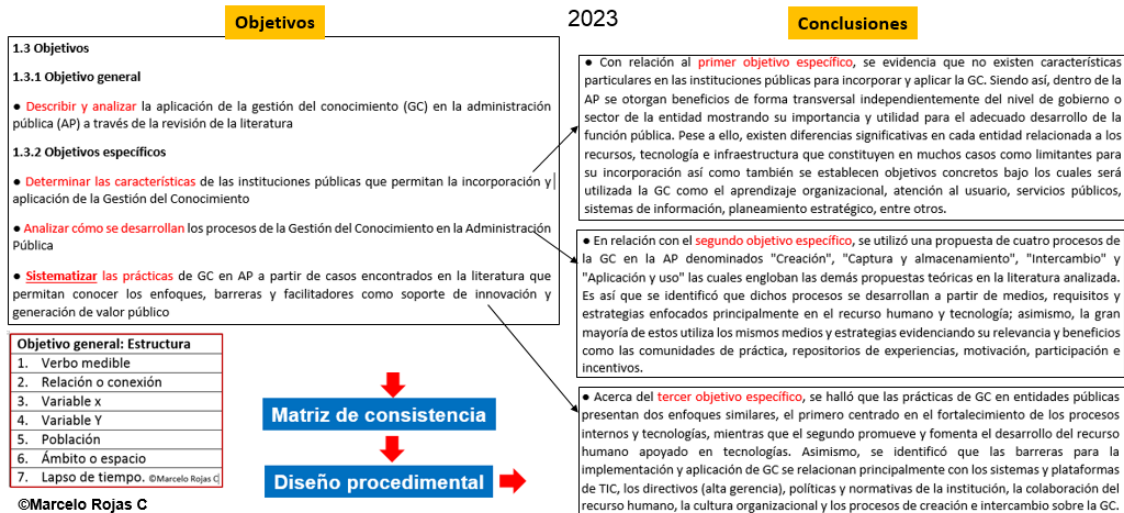 Objetivos
2023
Conclusiones
1.3 Objetivos
1.3.1 Objetivo general
● Describir y analizar la aplicación de la gestión del conocimiento (GC) en la administración
pública (AP) a través de la revisión de la literatura
1.3.2 Objetivos específicos
● Determinar las características de las instituciones públicas que permitan la incorporación y
aplicación de la Gestión del Conocimiento
● Analizar cómo se desarrollan los procesos de la Gestión del Conocimiento en la Administración
Pública
● Sistematizar las prácticas de GC en AP a partir de casos encontrados en la literatura que
permitan conocer los enfoques, barreras y facilitadores como soporte de innovación y
generación de valor público
Objetivo general: Estructura
1. Verbo medible
2. Relación o conexión
3. Variable x
4. Variable Y
5. Población
6. Ámbito o espacio
7. Lapso de tiempo. ©Marcelo Rojas C
©Marcelo Rojas C
Matriz de consistencia
Diseño procedimental
● Con relación al primer objetivo específico, se evidencia que no existen características
particulares en las instituciones públicas para incorporar y aplicar la GC. Siendo así, dentro de la
AP se otorgan beneficios de forma transversal independientemente del nivel de gobierno o
sector de la entidad mostrando su importancia y utilidad para el adecuado desarrollo de la
función pública. Pese a ello, existen diferencias significativas en cada entidad relacionada a los
recursos, tecnología e infraestructura que constituyen en muchos casos como limitantes para
su incorporación así como también se establecen objetivos concretos bajo los cuales será
utilizada la GC como el aprendizaje organizacional, atención al usuario, servicios públicos,
sistemas de información, planeamiento estratégico, entre otros.
● En relación con el segundo objetivo específico, se utilizó una propuesta de cuatro procesos de
la GC en la AP denominados "Creación", "Captura y almacenamiento", "Intercambio" y
"Aplicación y uso" las cuales engloban las demás propuestas teóricas en la literatura analizada.
Es así que se identificó que dichos procesos se desarrollan a partir de medios, requisitos y
estrategias enfocados principalmente en el recurso humano y tecnología; asimismo, la gran
mayoría de estos utiliza los mismos medios y estrategias evidenciando su relevancia y beneficios
como las comunidades de práctica, repositorios de experiencias, motivación, participación e
incentivos.
● Acerca del tercer objetivo específico, se halló que las prácticas de GC en entidades públicas
presentan dos enfoques similares, el primero centrado en el fortalecimiento de los procesos
internos y tecnologías, mientras que el segundo promueve y fomenta el desarrollo del recurso
humano apoyado en tecnologías. Asimismo, se identificó que las barreras para la
implementación y aplicación de GC se relacionan principalmente con los sistemas y plataformas
de TIC, los directivos (alta gerencia), políticas y normativas de la institución, la colaboración del
recurso humano, la cultura organizacional y los procesos de creación e intercambio sobre la GC.